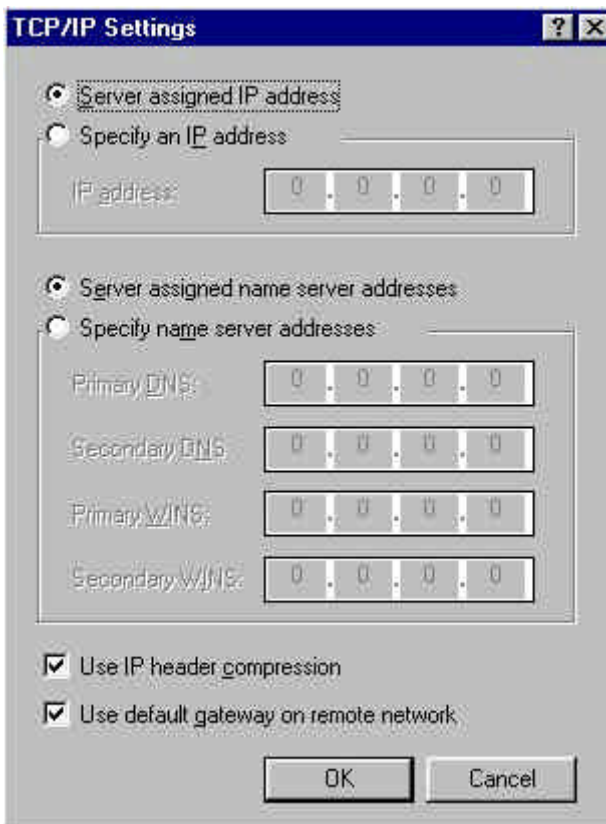 TCP/IP Settings
Server assigned IP address
Specify an IP address
IP address: 0 . 0 . 0 . 0
Server assigned name server addresses
Specify name server addresses
Primary DNS: 0 . 0 . 0 . 0
Secondary DNS 0 . 0 . 0 . 0
Primary WINS: 0 . 0 . 0 . 0
Secondary WINS: 0 . 0 . 0 . 0
Use IP header compression
Use default gateway on remote network
OK Cancel